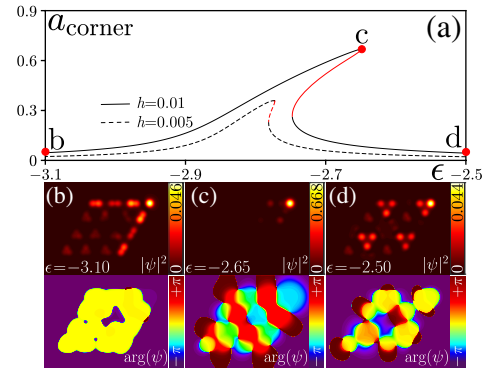 0.9
a_corner
(a)
0.6
c
0.3
h=0.01
h=0.005
b
d
0
-3.1
-2.9
-2.7
ϵ
-2.5
(b)
0.046
(c)
0.668
(d)
0.044
ϵ=−3.10
|ψ|²
0
ϵ=−2.65
|ψ|²
0
ϵ=−2.50
|ψ|²
0
+π
+π
+π
arg(ψ)
−π
arg(ψ)
−π
arg(ψ)
−π